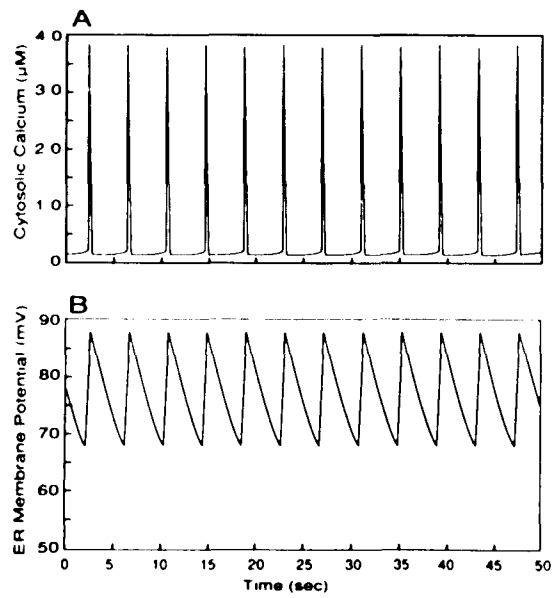 A
Cytosolic Calcium (μM)
4 0
3 0
2 0
1 0
0
B
ER Membrane Potential (mV)
90
80
70
60
50
0 5 10 15 20 25 30 35 40 45 50
Time (sec)